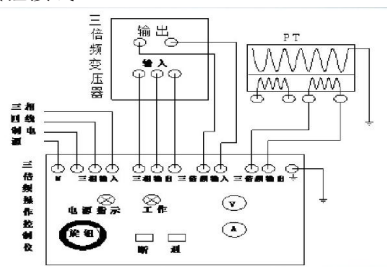 三倍频变压器
输出
输入
PT
三相
四线
制电
源
N 三相输入 三相输出 三倍频输入 三倍频输出
三倍频操作控制仪
电源指示 工作
V
A
旋钮
断 通